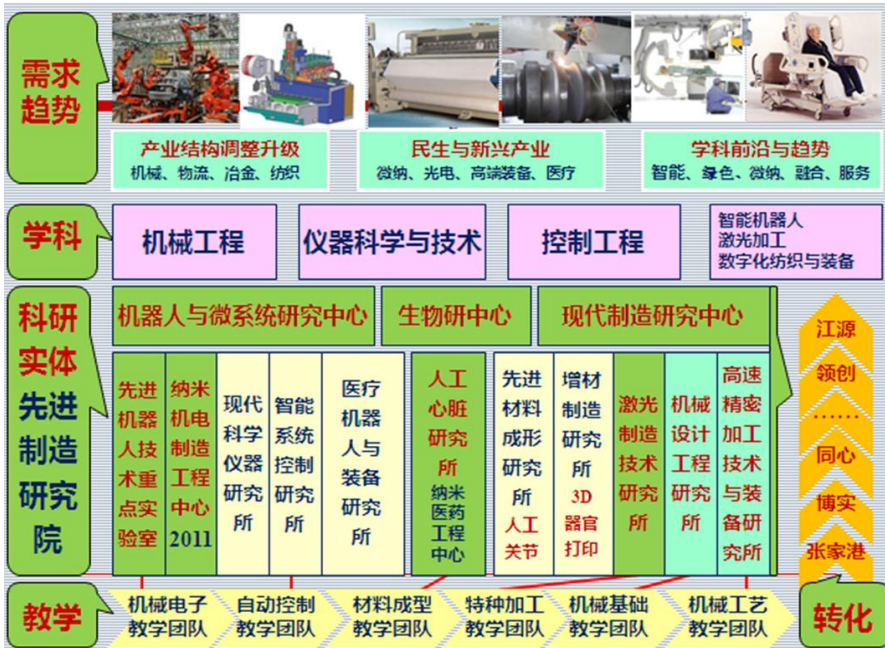 需求
趋势
产业结构调整升级
机械、物流、冶金、纺织
民生与新兴产业
微纳、光电、高端装备、医疗
学科前沿与趋势
智能、绿色、微纳、融合、服务
学科
机械工程
仪器科学与技术
控制工程
智能机器人
激光加工
数字化纺织与装备
科研
实体
先进
制造
研究
院
机器人与微系统研究中心
生物研中心
现代制造研究中心
先进
机器
人技
术重
点实
验室
纳米
机电
制造
工程
中心
2011
现代
科学
仪器
研究
所
智能
系统
控制
研究
所
医疗
机器
人与
装备
研究
所
人工
心脏
研究
所
纳米
医药
工程
中心
先进
材料
成形
研究
所
人工
关节
增材
制造
研究
所
3D
器官
打印
激光
制造
技术
研究
所
机械
设计
工程
研究
所
高速
精密
加工
技术
与装
备研
究所
江源
领创
……
同心
博实
张家港
教学
机械电子
教学团队
自动控制
教学团队
材料成型
教学团队
特种加工
教学团队
机械基础
教学团队
机械工艺
教学团队
转化